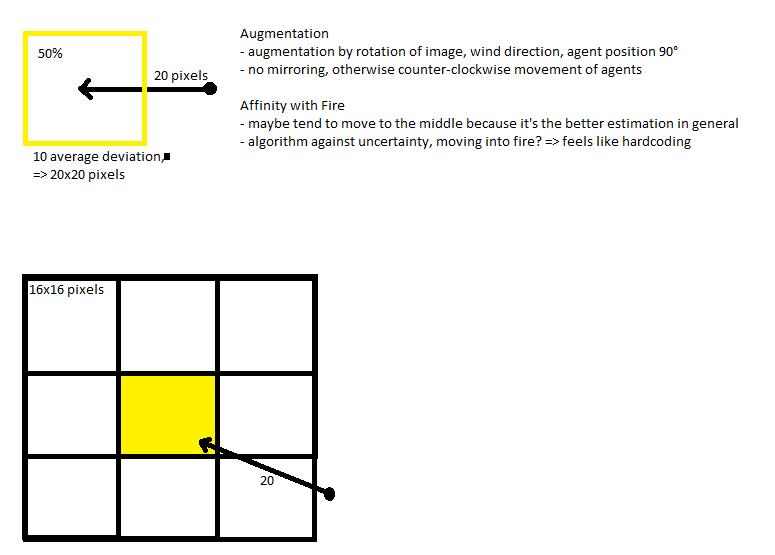 50%
20 pixels
10 average deviation,
=> 20x20 pixels
Augmentation
- augmentation by rotation of image, wind direction, agent position 90°
- no mirroring, otherwise counter-clockwise movement of agents
Affinity with Fire
- maybe tend to move to the middle because it's the better estimation in general
- algorithm against uncertainty, moving into fire? => feels like hardcoding
16x16 pixels
20